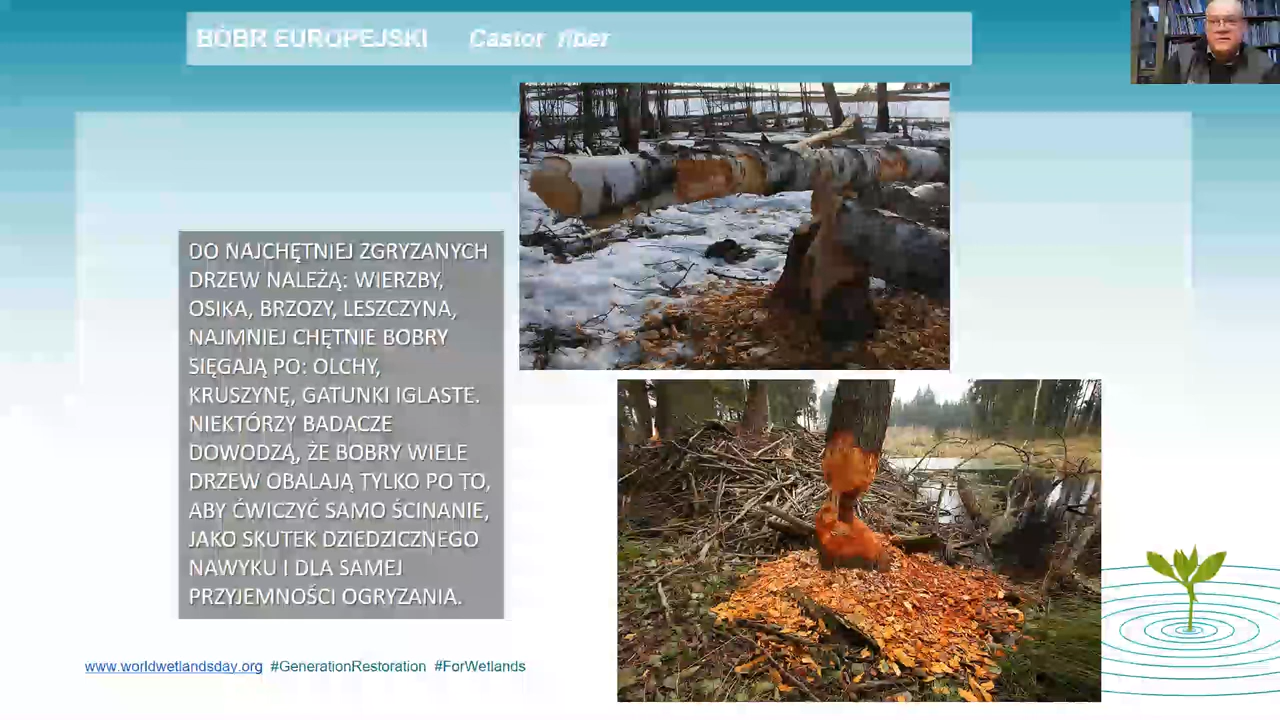 BÓBR EUROPEJSKI Castor fiber
DO NAJCHĘTNIEJ ZGRYZANYCH
DRZEW NALEŻĄ: WIERZBY,
OSIKA, BRZOZY, LESZCZYNA,
NAJMNIEJ CHĘTNIE BOBRY
SIĘGAJĄ PO: OLCHY,
KRUSZYNĘ, GATUNKI IGLASTE.
NIEKTÓRZY BADACZE
DOWODZĄ, ŻE BOBRY WIELE
DRZEW OBALAJĄ TYLKO PO TO,
ABY ĆWICZYĆ SAMO ŚCINANIE,
JAKO SKUTEK DZIEDZICZNEGO
NAWYKU I DLA SAMEJ
PRZYJEMNOŚCI OGRYZANIA.
www.worldwetlandsday.org #GenerationRestoration #ForWetlands